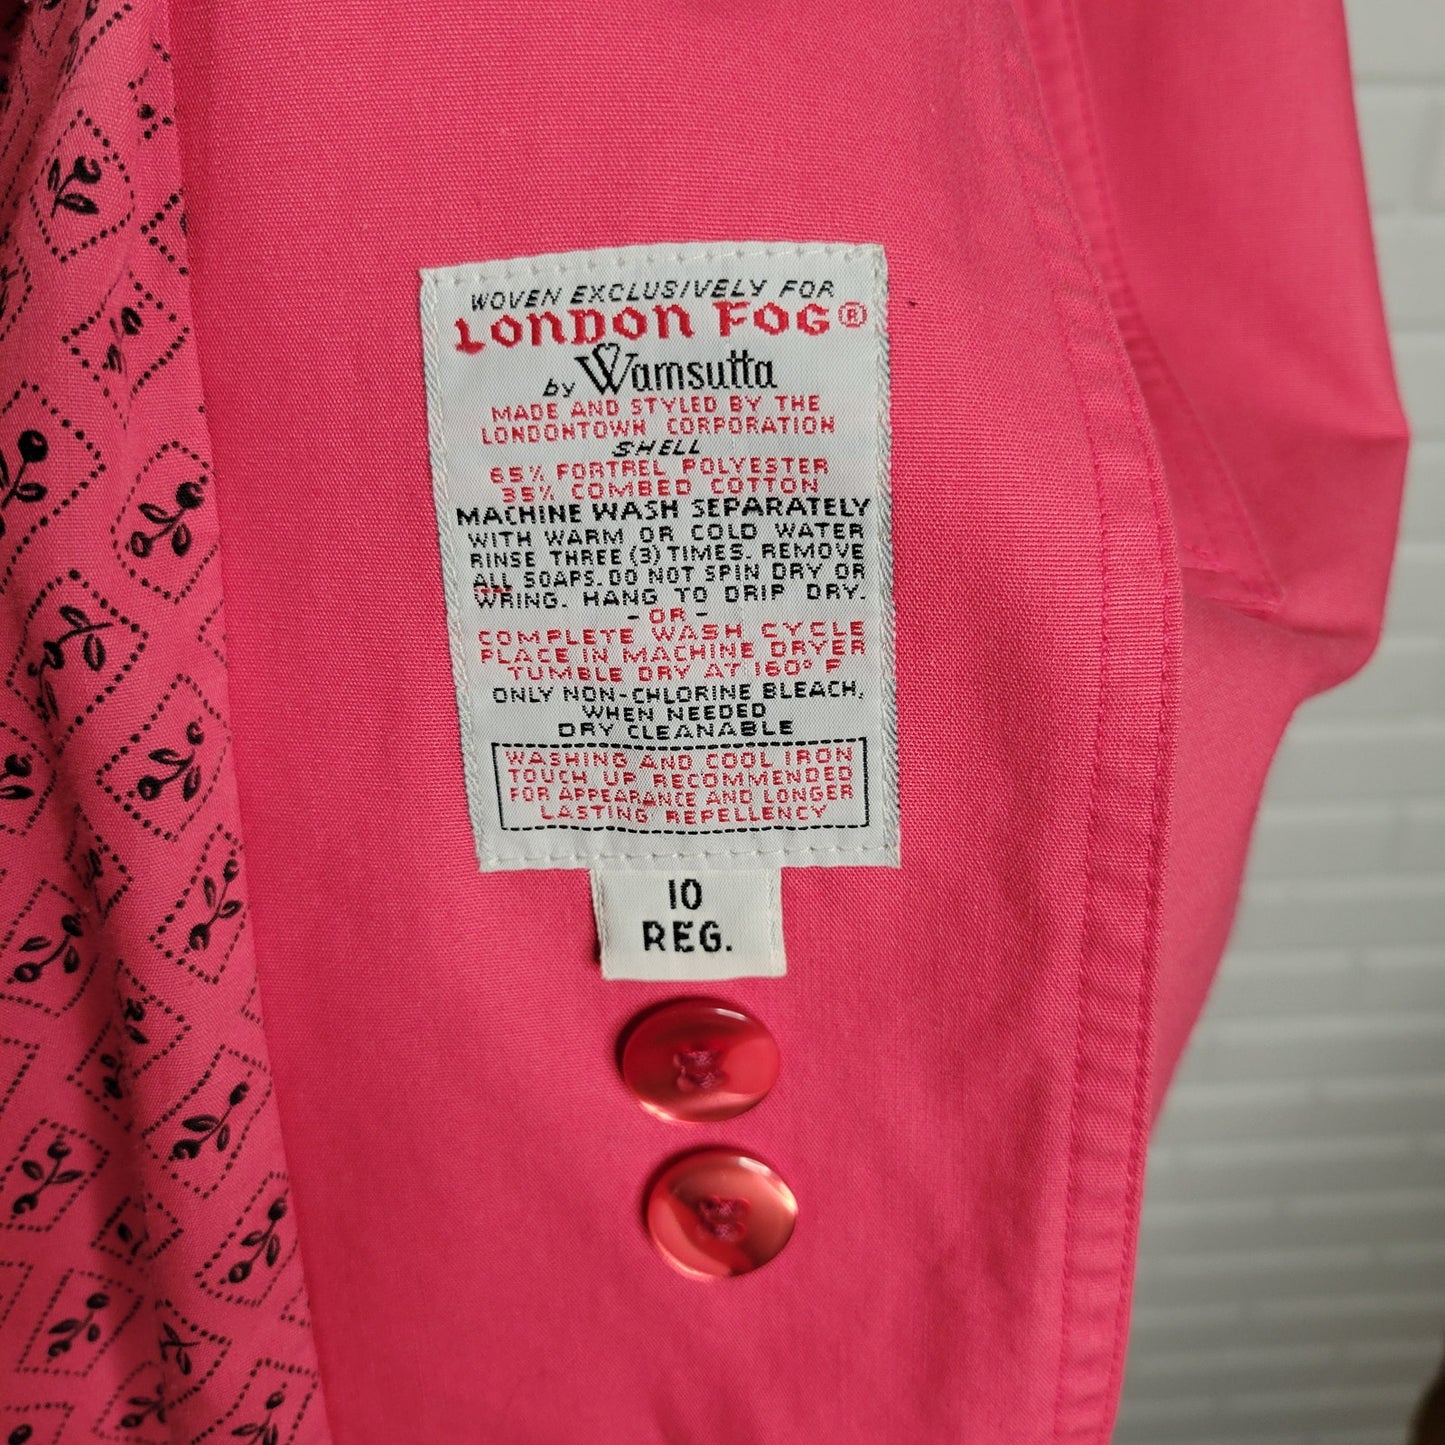 WOVEN EXCLUSIVELY FOR
LONDON FOG®
by Wamsutta
MADE AND STYLED BY THE
LONDONTOWN CORPORATION
SHELL
65% FORTREL POLYESTER
35% COMBED COTTON
MACHINE WASH SEPARATELY
WITH WARM OR COLD WATER
RINSE THREE (3) TIMES. REMOVE
ALL SOAPS. DO NOT SPIN DRY OR
WRING. HANG TO DRIP DRY.
- OR -
COMPLETE WASH CYCLE
PLACE IN MACHINE DRYER
TUMBLE DRY AT 160° F
ONLY NON-CHLORINE BLEACH,
WHEN NEEDED
DRY CLEANABLE
WASHING AND COOL IRON
TOUCH UP RECOMMENDED
FOR APPEARANCE AND LONGER
LASTING REPELLENCY
10
REG.